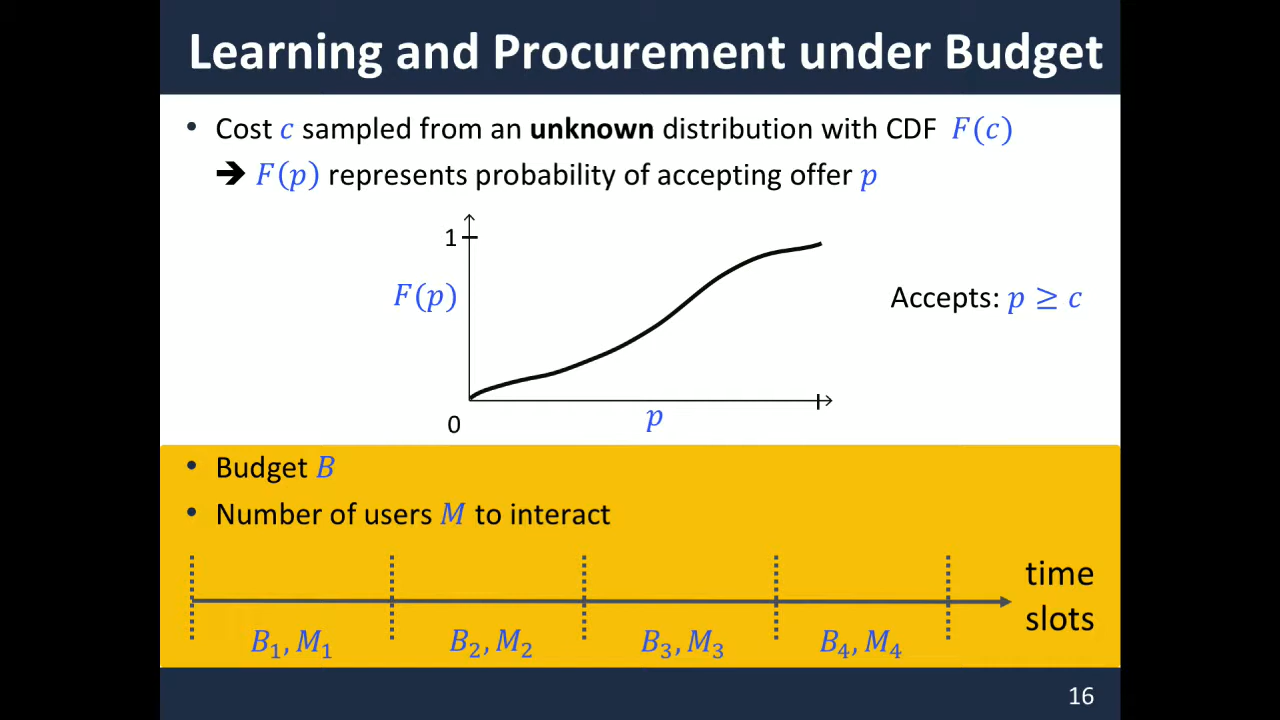 Learning and Procurement under Budget
• Cost c sampled from an unknown distribution with CDF F(c)
➔ F(p) represents probability of accepting offer p
1
F(p)
Accepts: p ≥ c
0
p
• Budget B
• Number of users M to interact
time
slots
B₁, M₁ B₂, M₂ B₃, M₃ B₄, M₄
16